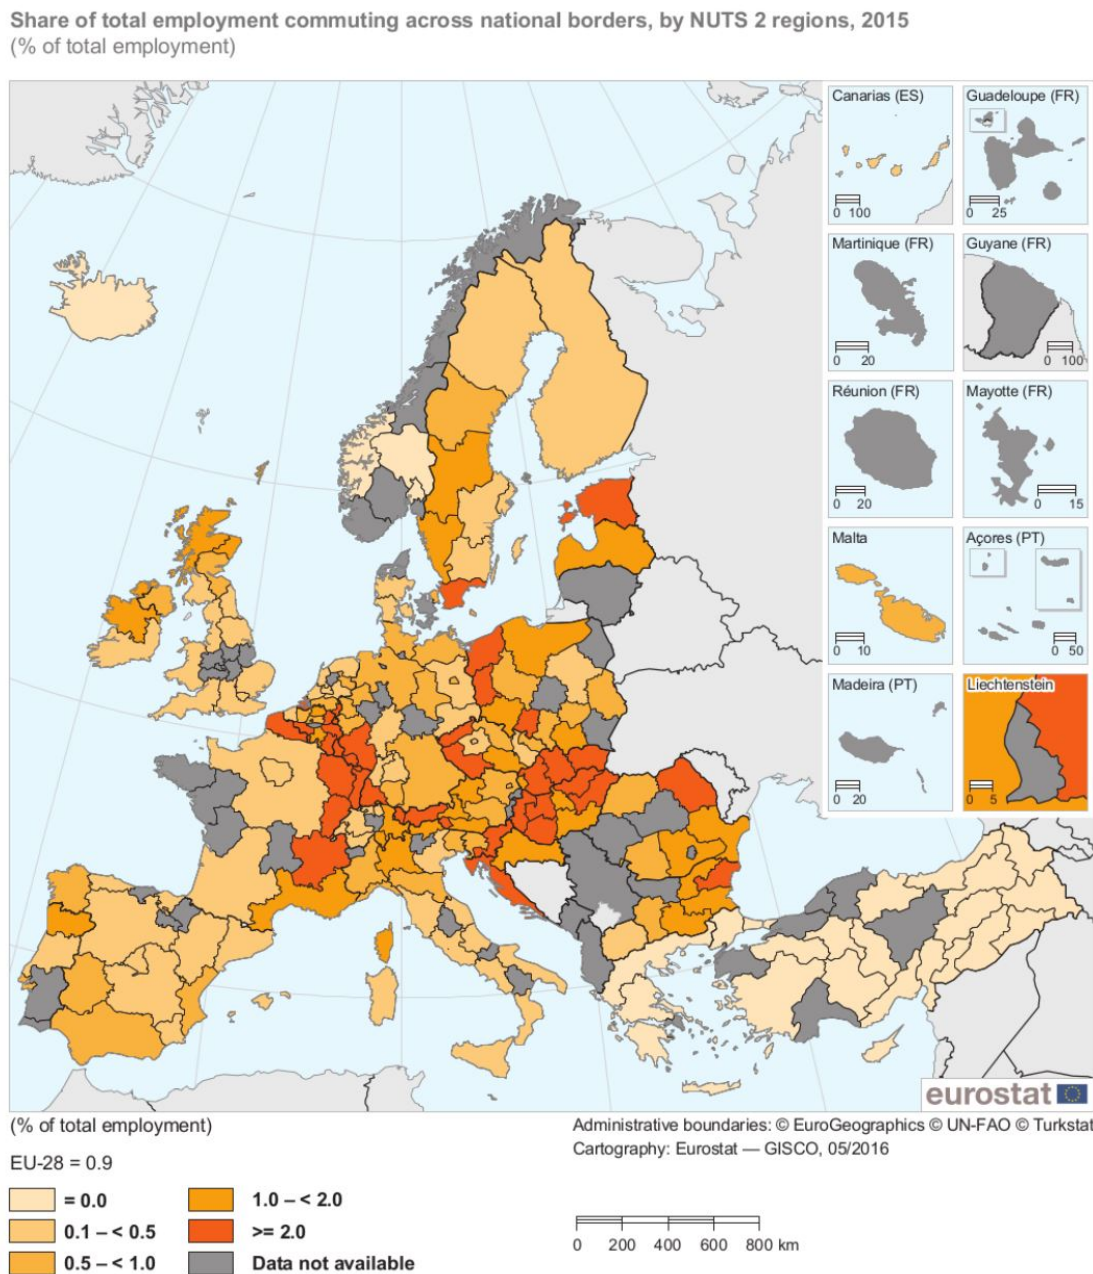 Share of total employment commuting across national borders, by NUTS 2 regions, 2015
(% of total employment)
Canarias (ES)
0 100
Guadeloupe (FR)
0 25
Martinique (FR)
0 20
Guyane (FR)
0 100
Réunion (FR)
0 20
Mayotte (FR)
0 15
Malta
0 10
Açores (PT)
0 50
Madeira (PT)
0 20
Liechtenstein
0 5
eurostat
(% of total employment)
EU-28 = 0.9
= 0.0
0.1 – < 0.5
0.5 – < 1.0
1.0 – < 2.0
>= 2.0
Data not available
Administrative boundaries: © EuroGeographics © UN-FAO © Turkstat
Cartography: Eurostat — GISCO, 05/2016
0 200 400 600 800 km